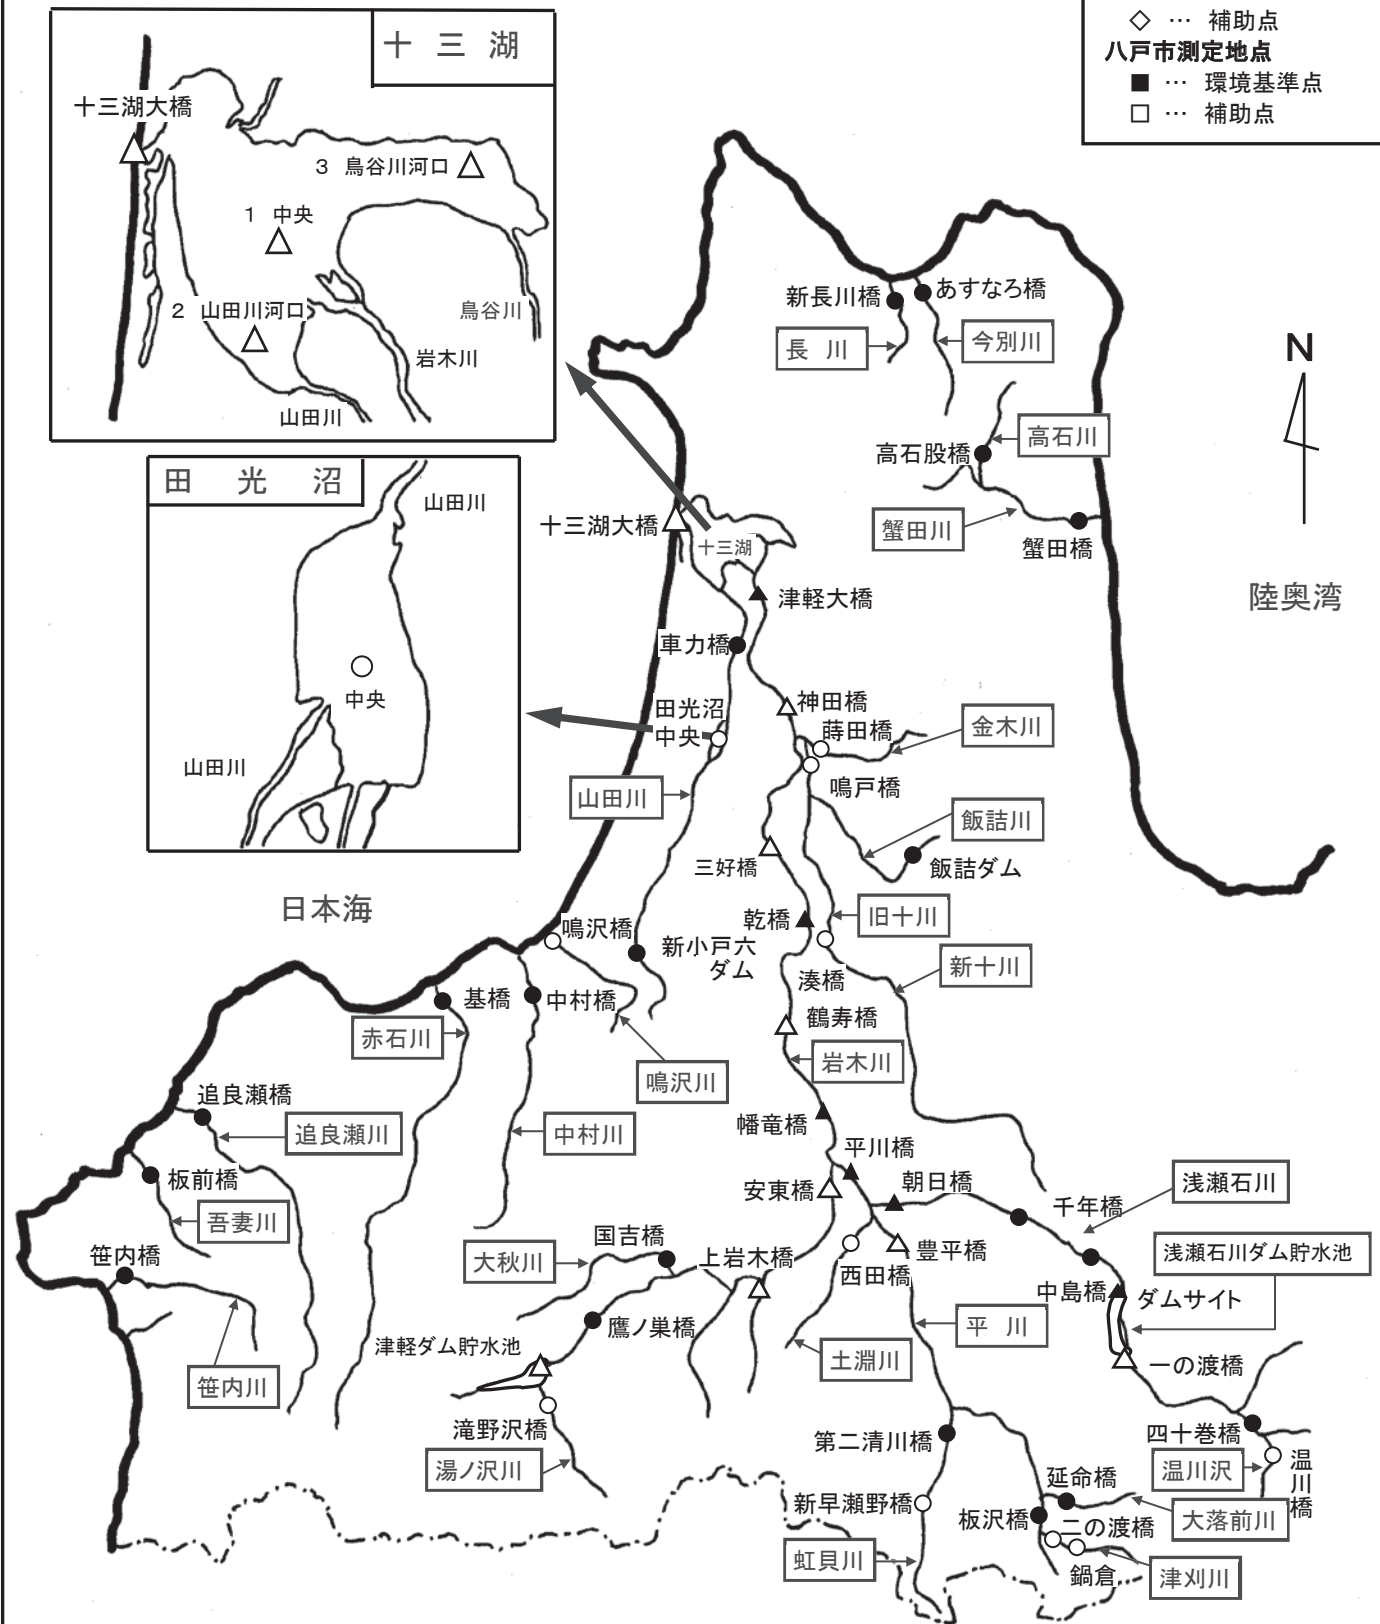 ◇ … 補助点
八戸市測定地点
■ … 環境基準点
□ … 補助点
十 三 湖
十三湖大橋
3 鳥谷川河口
1 中央
2 山田川河口
鳥谷川
岩木川
山田川
田 光 沼
山田川
中央
山田川
新長川橋
あすなろ橋
長 川
今別川
N
高石川
高石股橋
蟹田川
蟹田橋
十三湖大橋
十三湖
津軽大橋
陸奥湾
車力橋
神田橋
田光沼
中央
蒔田橋
金木川
鳴戸橋
山田川
飯詰川
三好橋
飯詰ダム
日本海
鳴沢橋
乾橋
旧十川
新小戸六
ダム
湊橋
新十川
基橋
中村橋
鶴寿橋
赤石川
岩木川
鳴沢川
追良瀬橋
追良瀬川
中村川
幡竜橋
平川橋
板前橋
安東橋
朝日橋
千年橋
浅瀬石川
吾妻川
笹内橋
国吉橋
大秋川
上岩木橋
西田橋
豊平橋
浅瀬石川ダム貯水池
中島橋
ダムサイト
鷹ノ巣橋
平 川
津軽ダム貯水池
土淵川
一の渡橋
笹内川
滝野沢橋
第二清川橋
四十巻橋
湯ノ沢川
温川沢
温川橋
延命橋
新早瀬野橋
板沢橋
二の渡橋
大落前川
虹貝川
鍋倉
津刈川